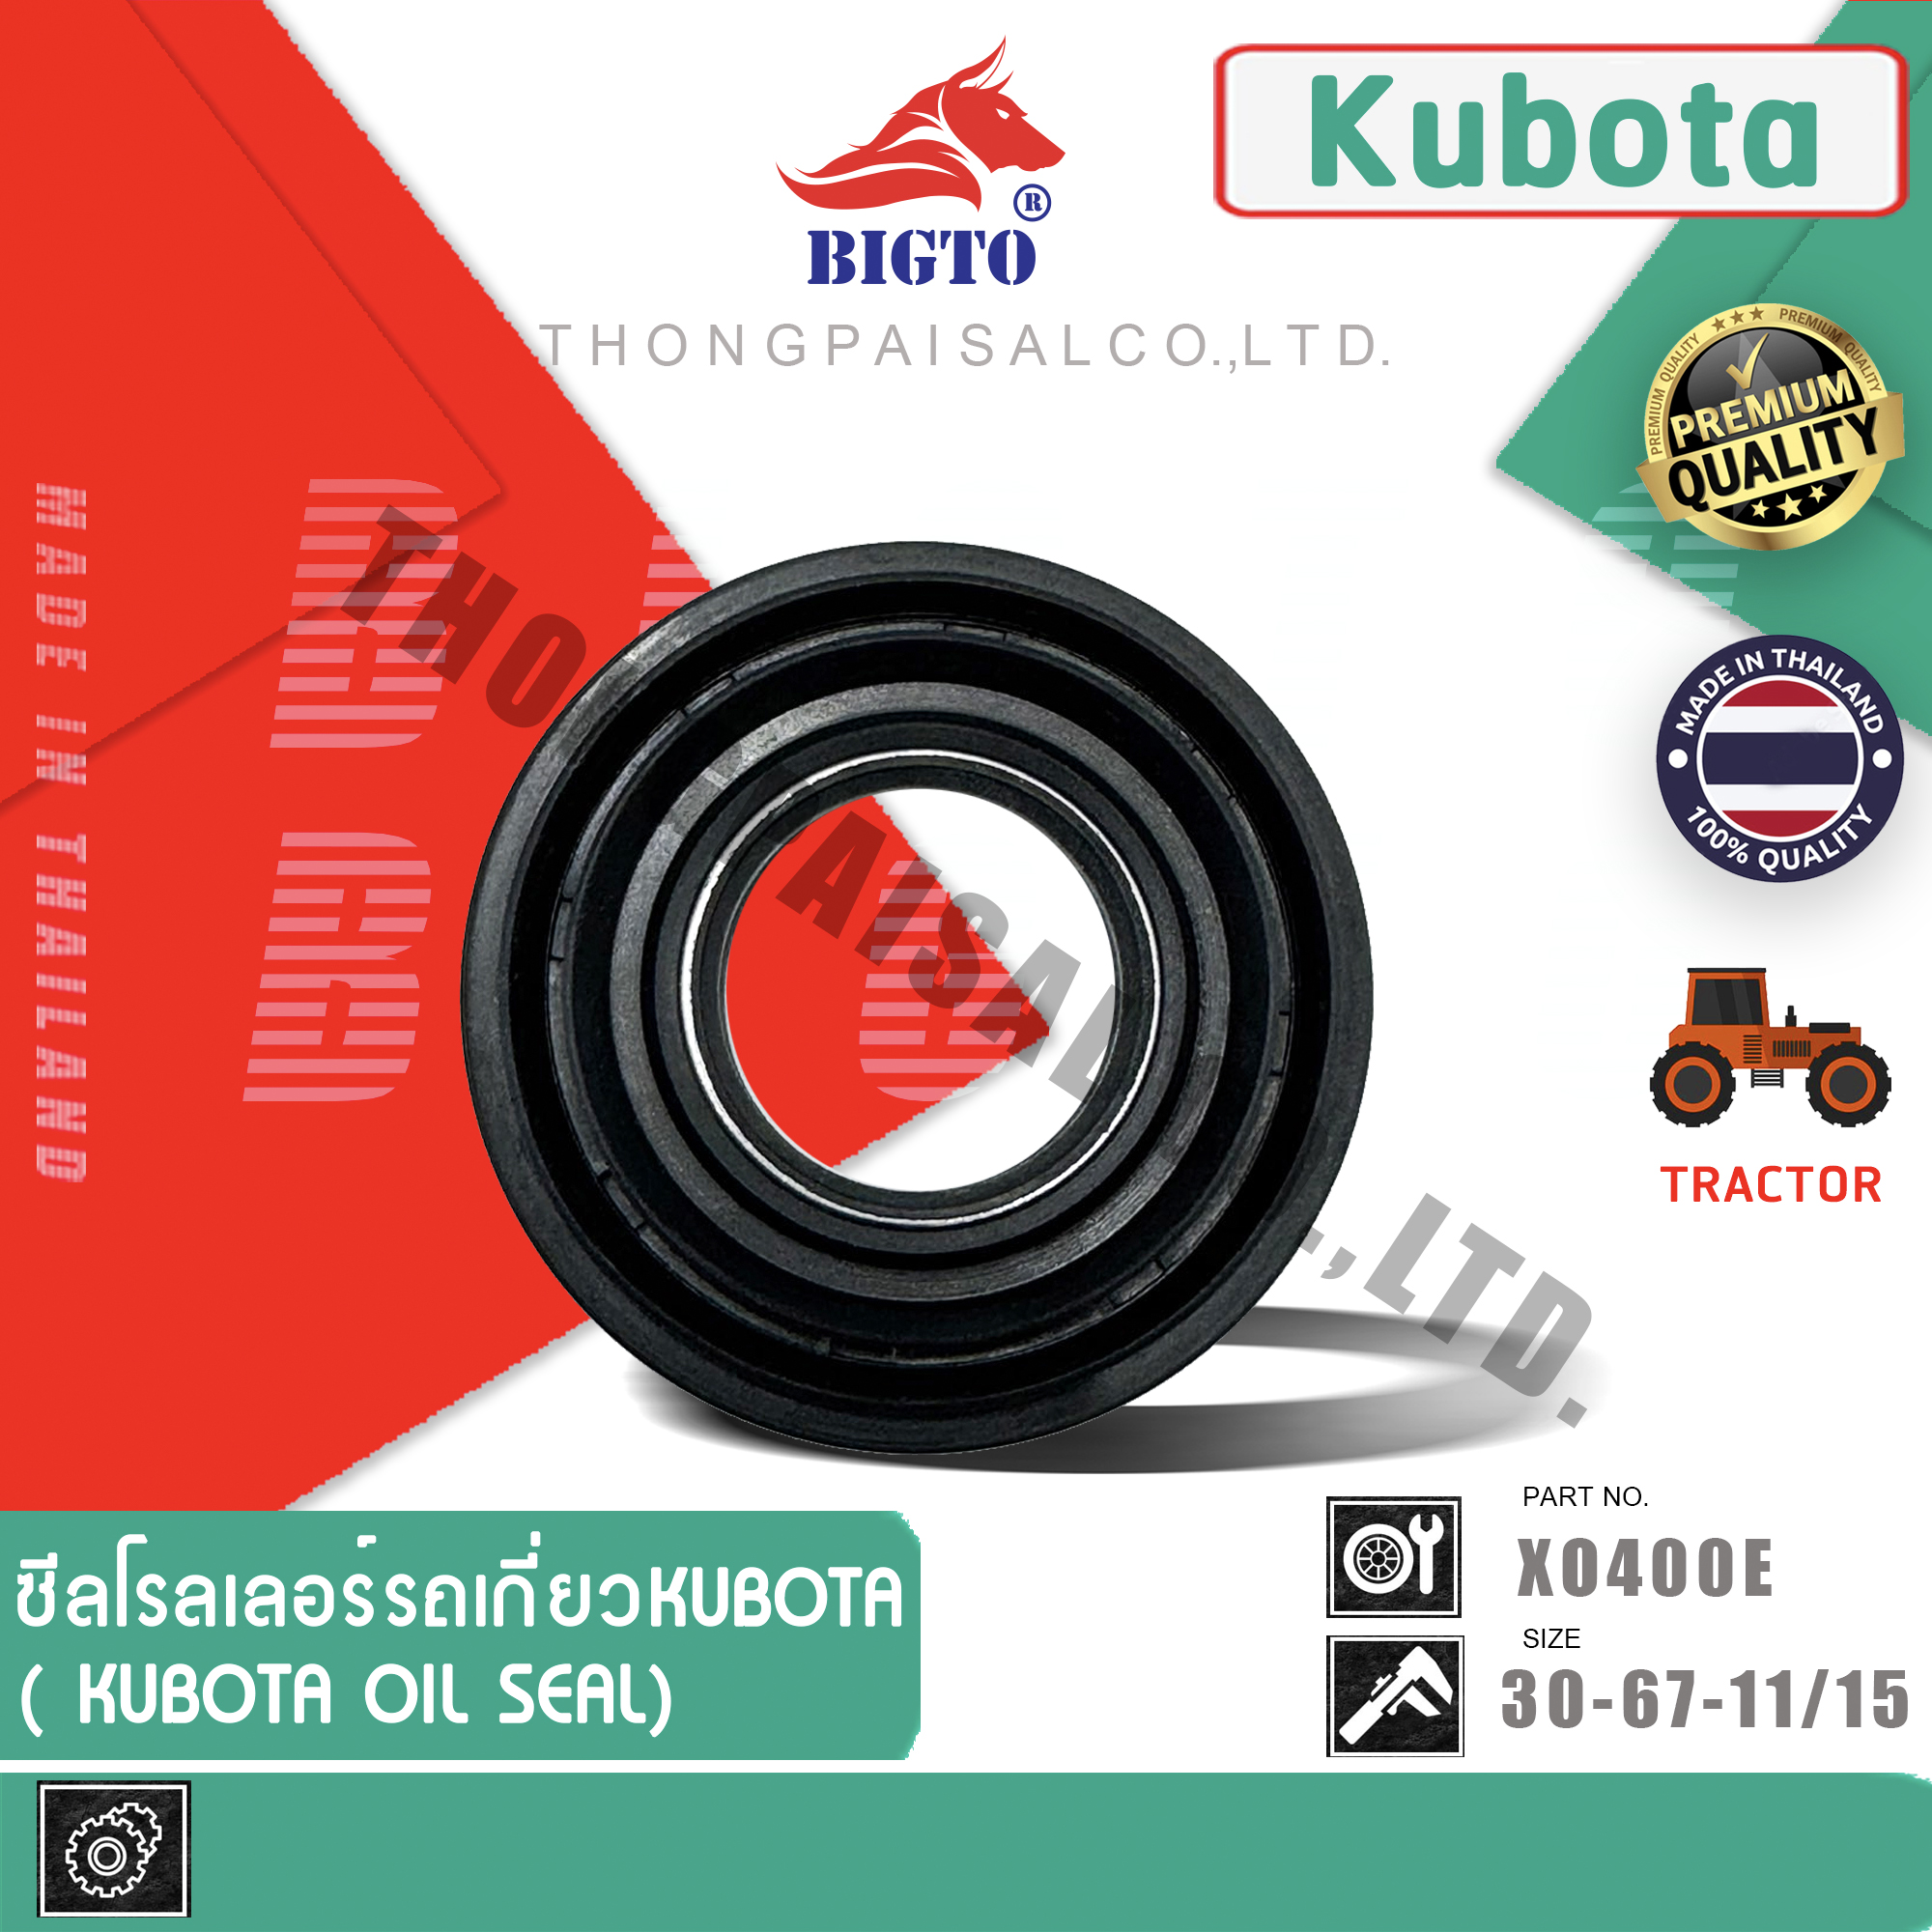 Kubota
®
BIGTO
THONGPAISALCO.,LTD.
PREMIUM QUALITY ★★★ PREMIUM QUALITY
PREMIUM
QUALITY
MADE IN THAILAND
MADE IN THAILAND
100% QUALITY
TRACTOR
PART NO.
X0400E
SIZE
30-67-11/15
ซีลโรลเลอร์รถเกี่ยวKUBOTA
( KUBOTA OIL SEAL)